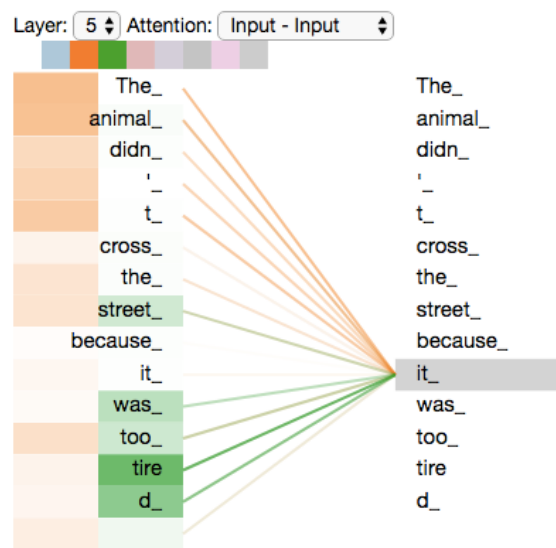 Layer: 5 Attention: Input - Input
The_ The_
animal_ animal_
didn_ didn_
'_ '_
t_ t_
cross_ cross_
the_ the_
street_ street_
because_ because_
it_ it_
was_ was_
too_ too_
tire tire
d_ d_